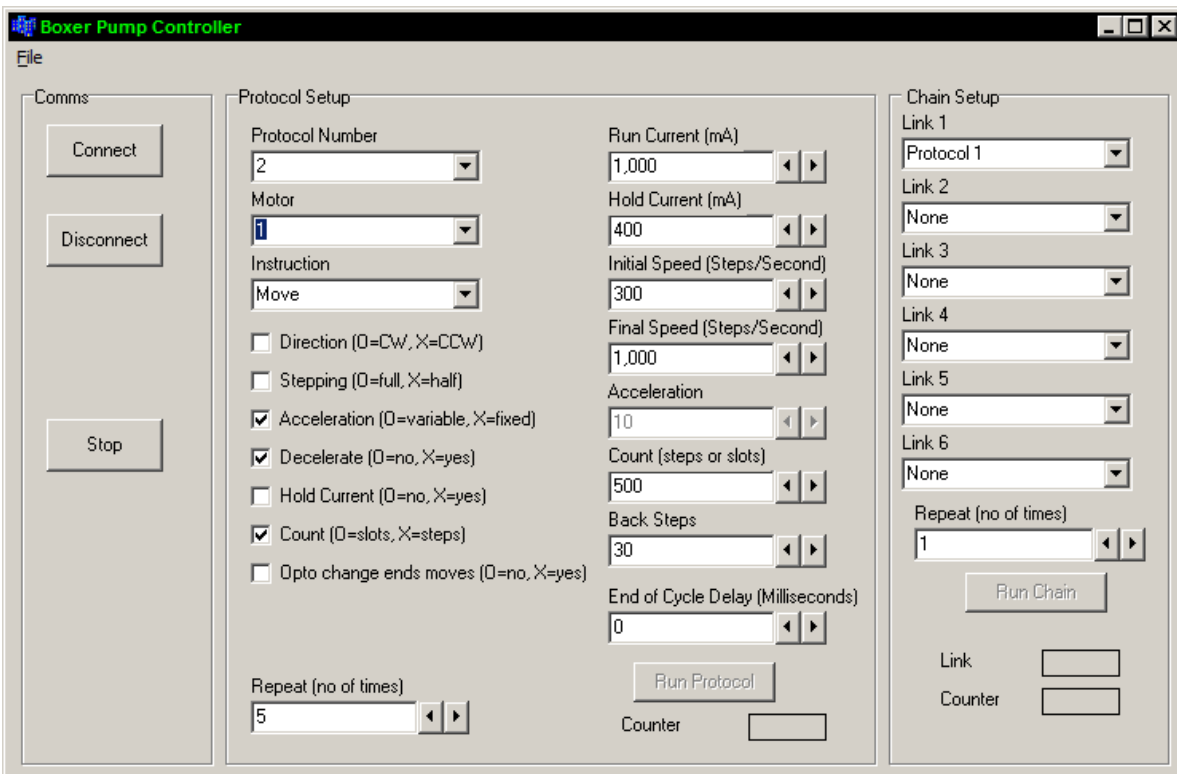 Boxer Pump Controller
File
Comms
Connect
Disconnect
Stop
Protocol Setup
Protocol Number
2
Motor
1
Instruction
Move
Direction (O=CW, X=CCW)
Stepping (O=full, X=half)
Acceleration (O=variable, X=fixed)
Decelerate (O=no, X=yes)
Hold Current (O=no, X=yes)
Count (O=slots, X=steps)
Opto change ends moves (O=no, X=yes)
Repeat (no of times)
5
Run Current (mA)
1,000
Hold Current (mA)
400
Initial Speed (Steps/Second)
300
Final Speed (Steps/Second)
1,000
Acceleration
10
Count (steps or slots)
500
Back Steps
30
End of Cycle Delay (Milliseconds)
0
Run Protocol
Counter
Chain Setup
Link 1
Protocol 1
Link 2
None
Link 3
None
Link 4
None
Link 5
None
Link 6
None
Repeat (no of times)
1
Run Chain
Link
Counter